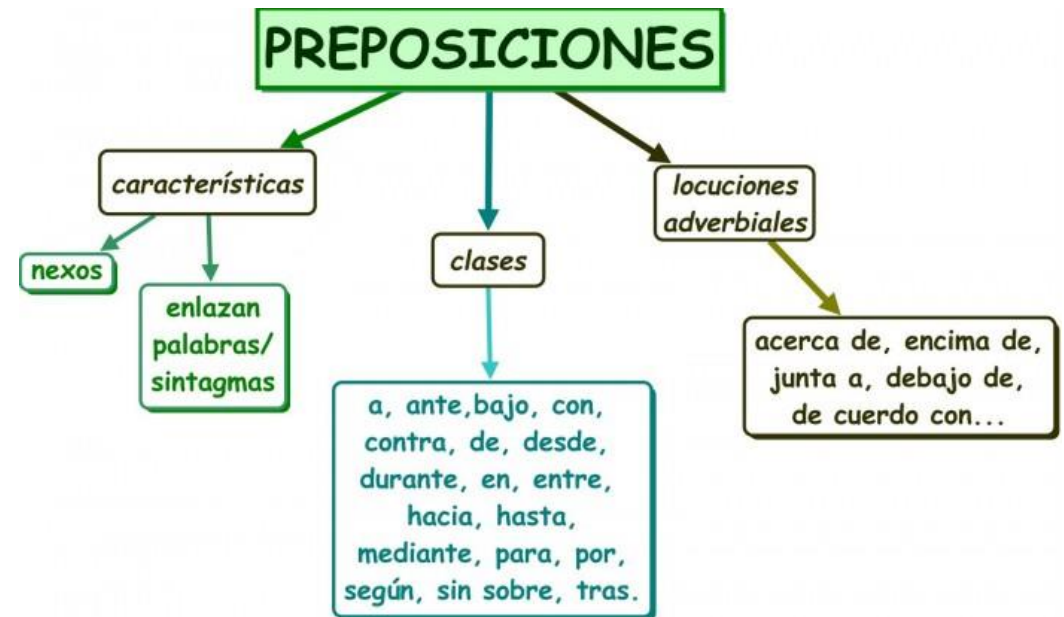 PREPOSICIONES
característícas
nexos
enlazan
palabras/
sintagmas
clases
a, ante,bajo, con,
contra, de, desde,
durante, en, entre,
hacia, hasta,
mediante, para, por,
según, sin sobre, tras.
locuciones
adverbiales
acerca de, encima de,
junta a, debajo de,
de cuerdo con...